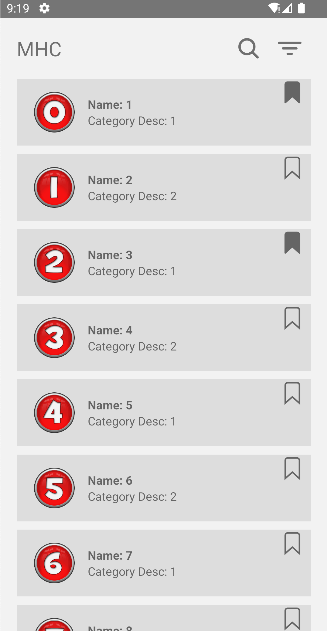 9:19
MHC
0
Name: 1
Category Desc: 1
1
Name: 2
Category Desc: 2
2
Name: 3
Category Desc: 1
3
Name: 4
Category Desc: 2
4
Name: 5
Category Desc: 1
5
Name: 6
Category Desc: 2
6
Name: 7
Category Desc: 1
Name: 8